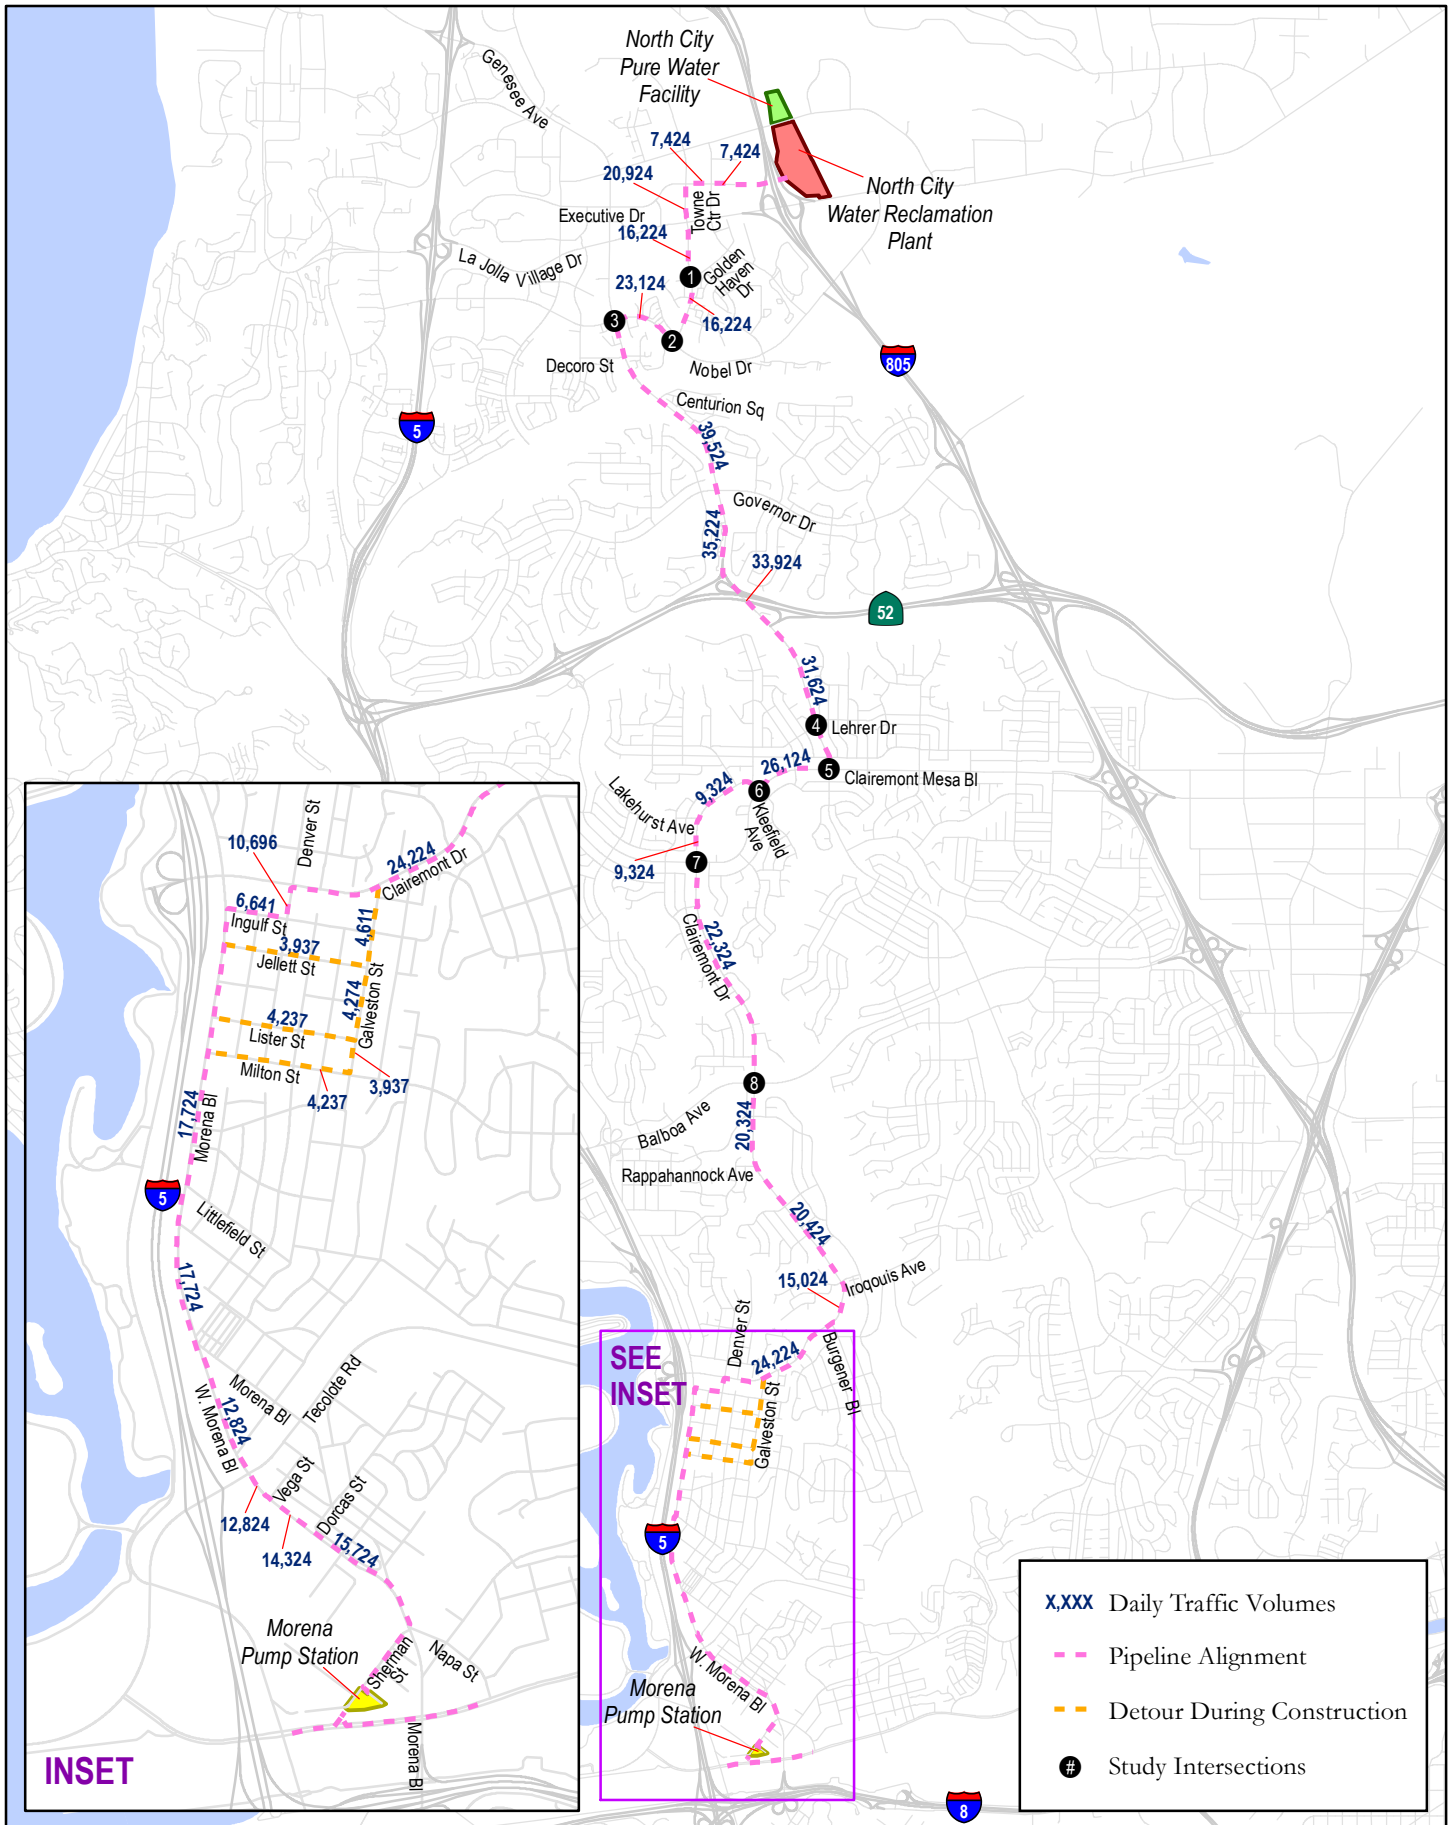 North City
Pure Water
Facility
Genesee Ave
7,424
7,424
20,924
Executive Dr
Towne
Ctr Dr
North City
Water Reclamation
Plant
16,224
La Jolla Village Dr
Golden
Haven
Dr
1
23,124
3
16,224
2
Decoro St
Nobel Dr
805
Centurion Sq
5
39,524
Governor Dr
35,224
33,924
52
31,624
4
Lehrer Dr
26,124
5
Clairemont Mesa Bl
9,324
6
Lakehurst Ave
Kleefield
Ave
9,324
7
Clairemont Dr
22,324
8
Balboa Ave
20,324
Rappahannock Ave
20,424
15,024
Iroqouis Ave
Denver St
24,224
Burgener Bl
SEE
INSET
Galveston St
5
W. Morena Bl
Morena
Pump Station
8
Denver St
10,696
24,224
Clairemont Dr
6,641
Ingulf St
4,611
3,937
Jellett St
4,274
Galveston St
4,237
Lister St
Milton St
3,937
4,237
17,724
Morena Bl
5
Littlefield St
17,724
Morena Bl
Tecolote Rd
12,824
W. Morena Bl
Vega St
Dorcas St
12,824
14,324
15,724
Morena
Pump Station
Sherman
St
Napa St
Morena Bl
INSET
X,XXX Daily Traffic Volumes
Pipeline Alignment
Detour During Construction
# Study Intersections